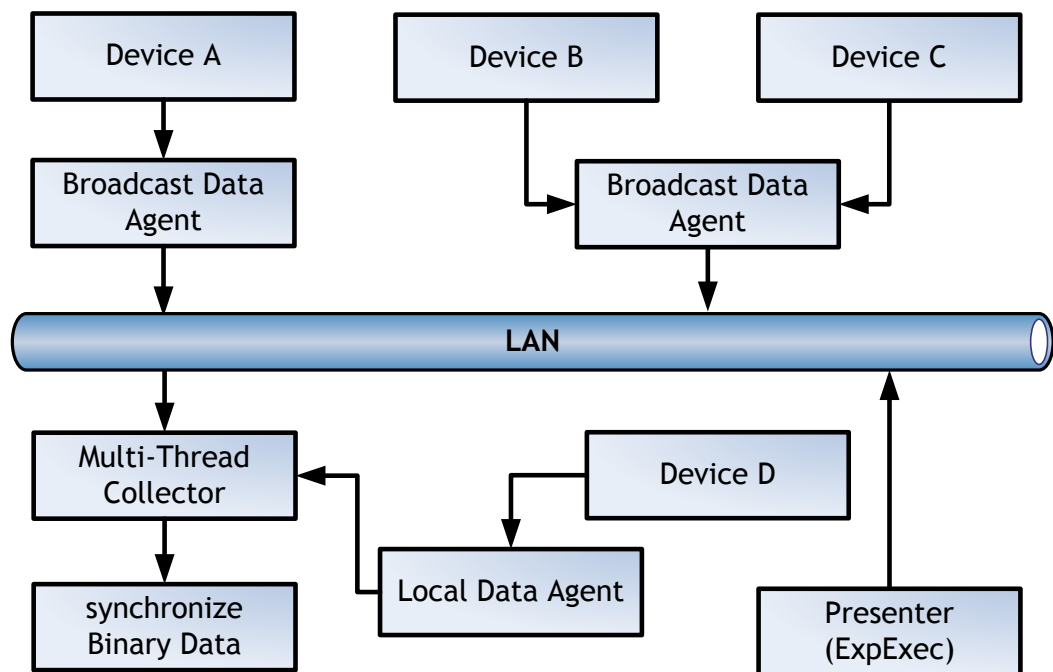 Device A
Device B
Device C
Broadcast Data
Agent
Broadcast Data
Agent
LAN
Multi-Thread
Collector
Device D
Local Data Agent
synchronize
Binary Data
Presenter
(ExpExec)